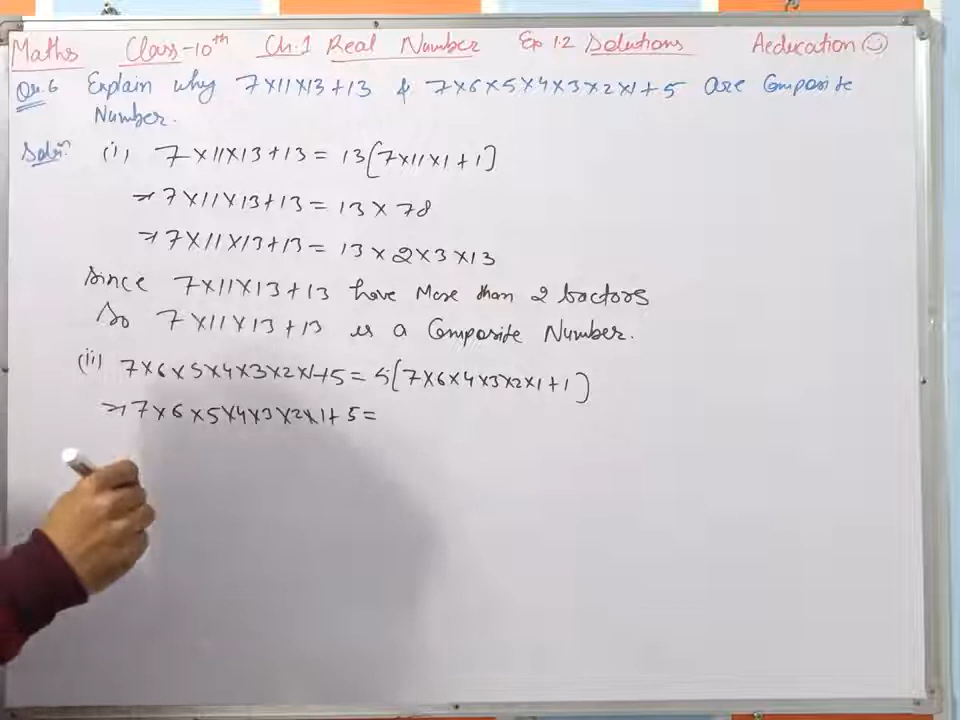 Maths Class-10th Ch.1 Real Number Ep 1.2 Solutions Aeducation ☺
Qn.6 Explain why 7×11×13+13 & 7×6×5×4×3×2×1+5 are Composite
Number.
Soln. (i) 7×11×13+13 = 13[7×11×1+1]
→ 7×11×13+13 = 13×78
→ 7×11×13+13 = 13×2×3×13
Since 7×11×13+13 have More than 2 factors
So 7×11×13+13 is a Composite Number.
(ii) 7×6×5×4×3×2×1+5 = 5[7×6×4×3×2×1+1]
→ 7×6×5×4×3×2×1+5 =